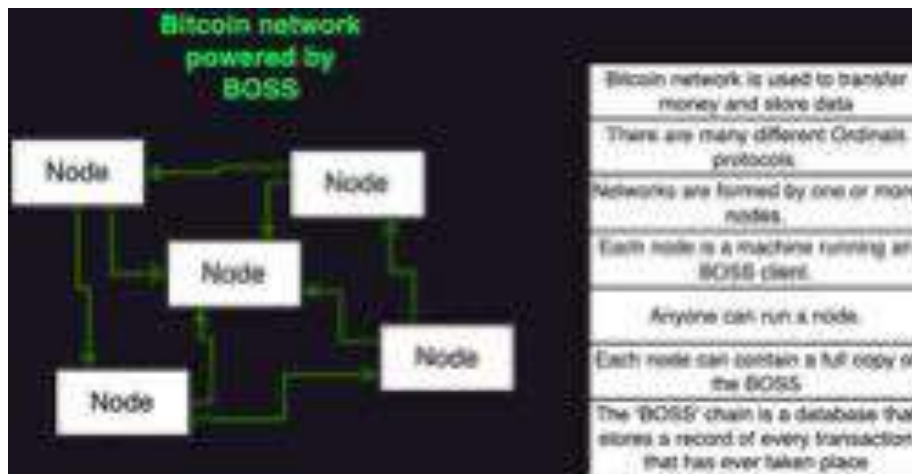 Bitcoin network
powered by
BOSS
Node
Node
Node
Node
Node
Bitcoin network is used to transfer
money and store data
There are many different Ordinals
protocols
Networks are formed by one or more
nodes.
Each node is a machine running an
BOSS client.
Anyone can run a node.
Each node can contain a full copy o
the BOSS
The 'BOSS' chain is a database that
stores a record of every transaction
that has ever taken place